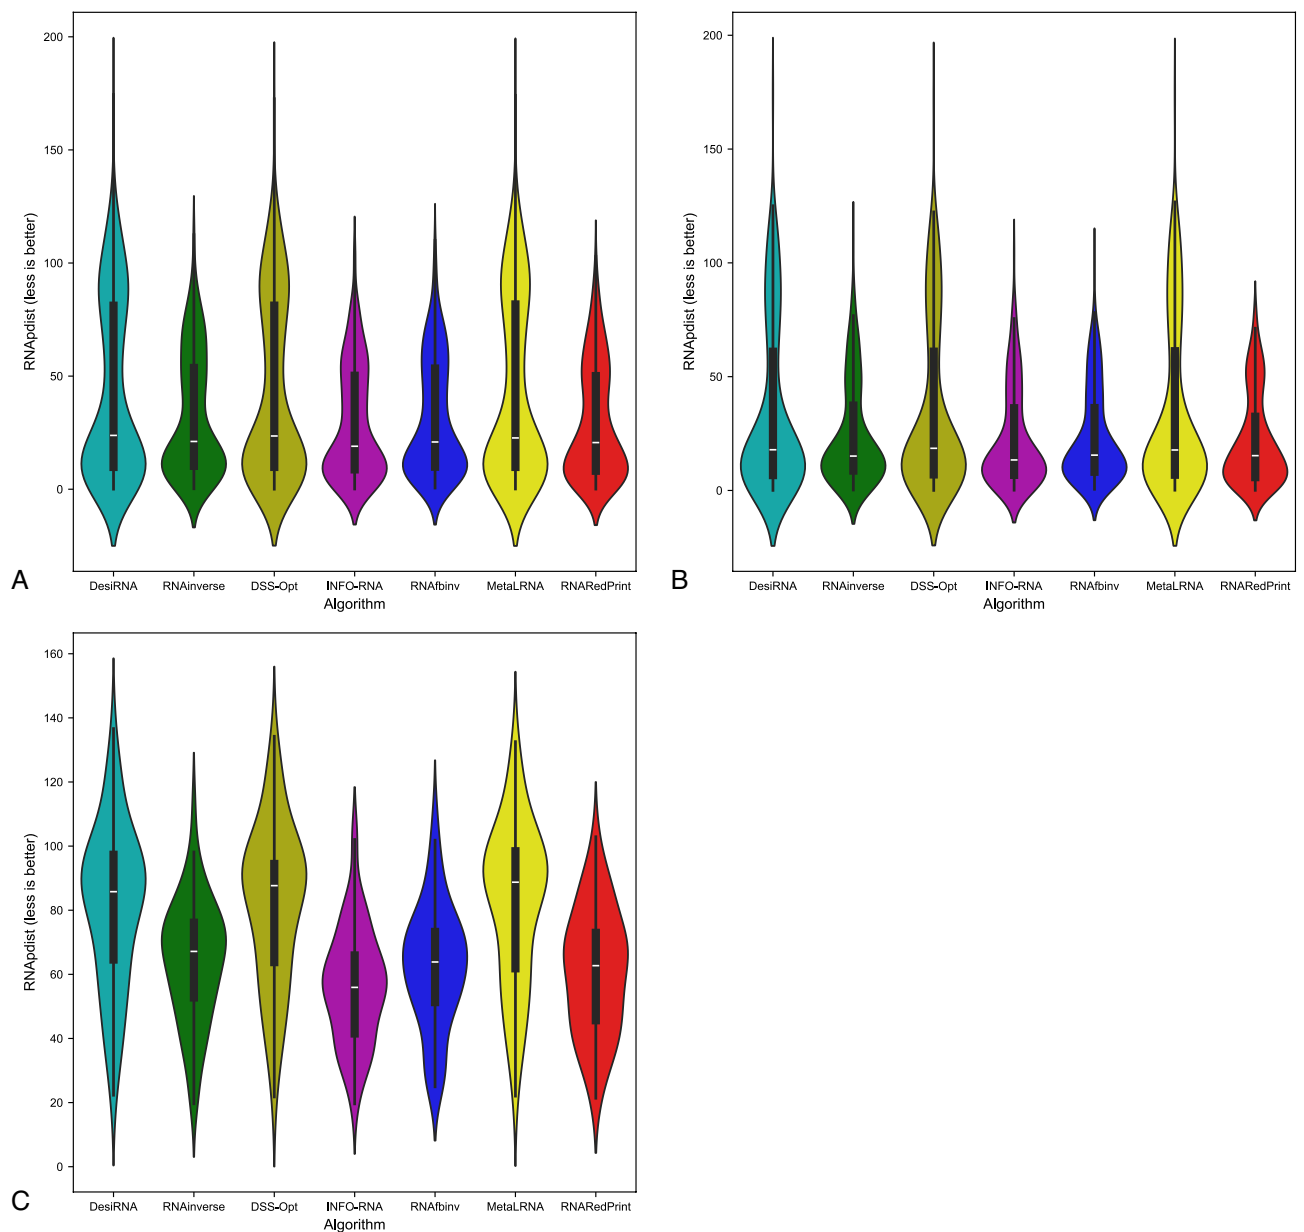 RNApdist (less is better)
200
150
100
50
0
DesiRNA RNAinverse DSS-Opt INFO-RNA RNAfbinv MetaLRNA RNARedPrint
Algorithm
A
RNApdist (less is better)
200
150
100
50
0
DesiRNA RNAinverse DSS-Opt INFO-RNA RNAfbinv MetaLRNA RNARedPrint
Algorithm
B
RNApdist (less is better)
160
140
120
100
80
60
40
20
0
DesiRNA RNAinverse DSS-Opt INFO-RNA RNAfbinv MetaLRNA RNARedPrint
Algorithm
C